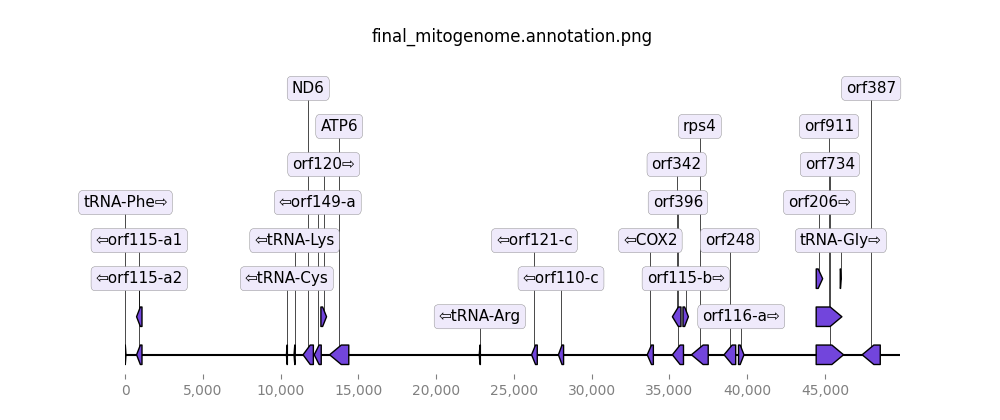 final_mitogenome.annotation.png
ND6
orf387
ATP6
rps4
orf911
orf120⇨
orf342
orf734
tRNA-Phe⇨
⇦orf149-a
orf396
orf206⇨
⇦orf115-a1
⇦tRNA-Lys
⇦orf121-c
⇦COX2
orf248
tRNA-Gly⇨
⇦orf115-a2
⇦tRNA-Cys
⇦orf110-c
orf115-b⇨
⇦tRNA-Arg
orf116-a⇨
0 5,000 10,000 15,000 20,000 25,000 30,000 35,000 40,000 45,000